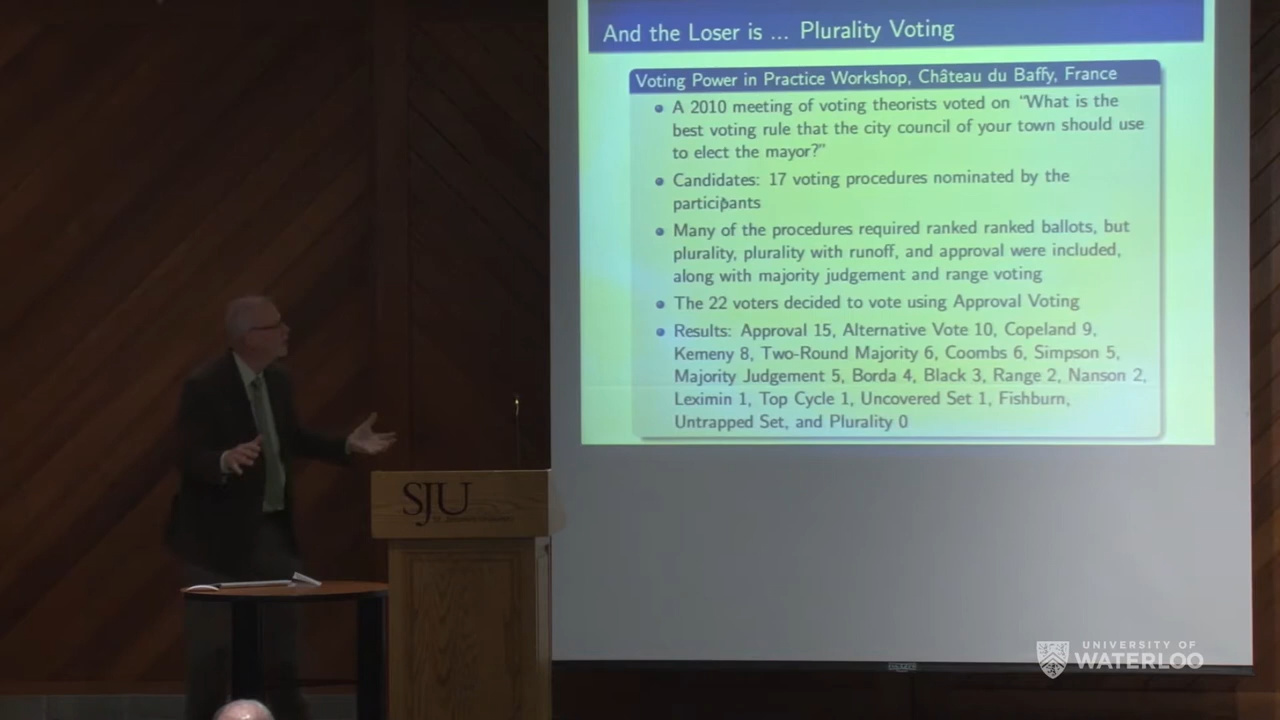 And the Loser is ... Plurality Voting
Voting Power in Practice Workshop, Château du Baffy, France
A 2010 meeting of voting theorists voted on "What is the
best voting rule that the city council of your town should use
to elect the mayor?"
Candidates: 17 voting procedures nominated by the
participants
Many of the procedures required ranked ranked ballots, but
plurality, plurality with runoff, and approval were included,
along with majority judgement and range voting
The 22 voters decided to vote using Approval Voting
Results: Approval 15, Alternative Vote 10, Copeland 9,
Kemeny 8, Two-Round Majority 6, Coombs 6, Simpson 5,
Majority Judgement 5, Borda 4, Black 3, Range 2, Nanson 2,
Leximin 1, Top Cycle 1, Uncovered Set 1, Fishburn,
Untrapped Set, and Plurality 0
SJU
UNIVERSITY OF
WATERLOO